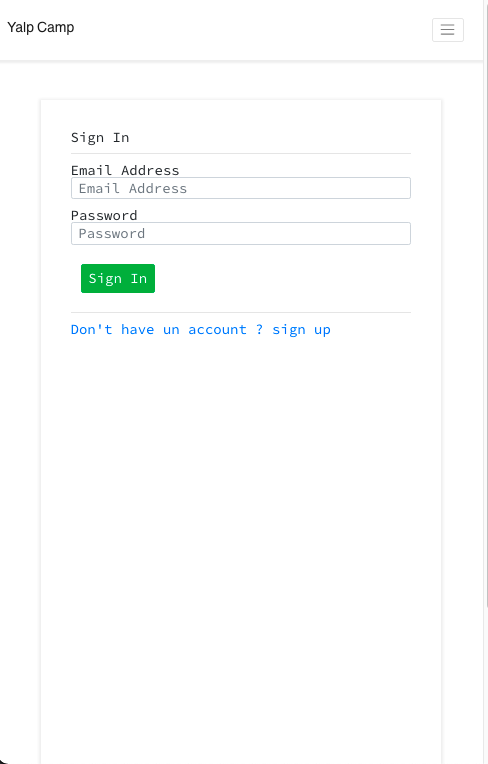 Yalp Camp
Sign In
Email Address
Email Address
Password
Password
Sign In
Don't have un account ? sign up